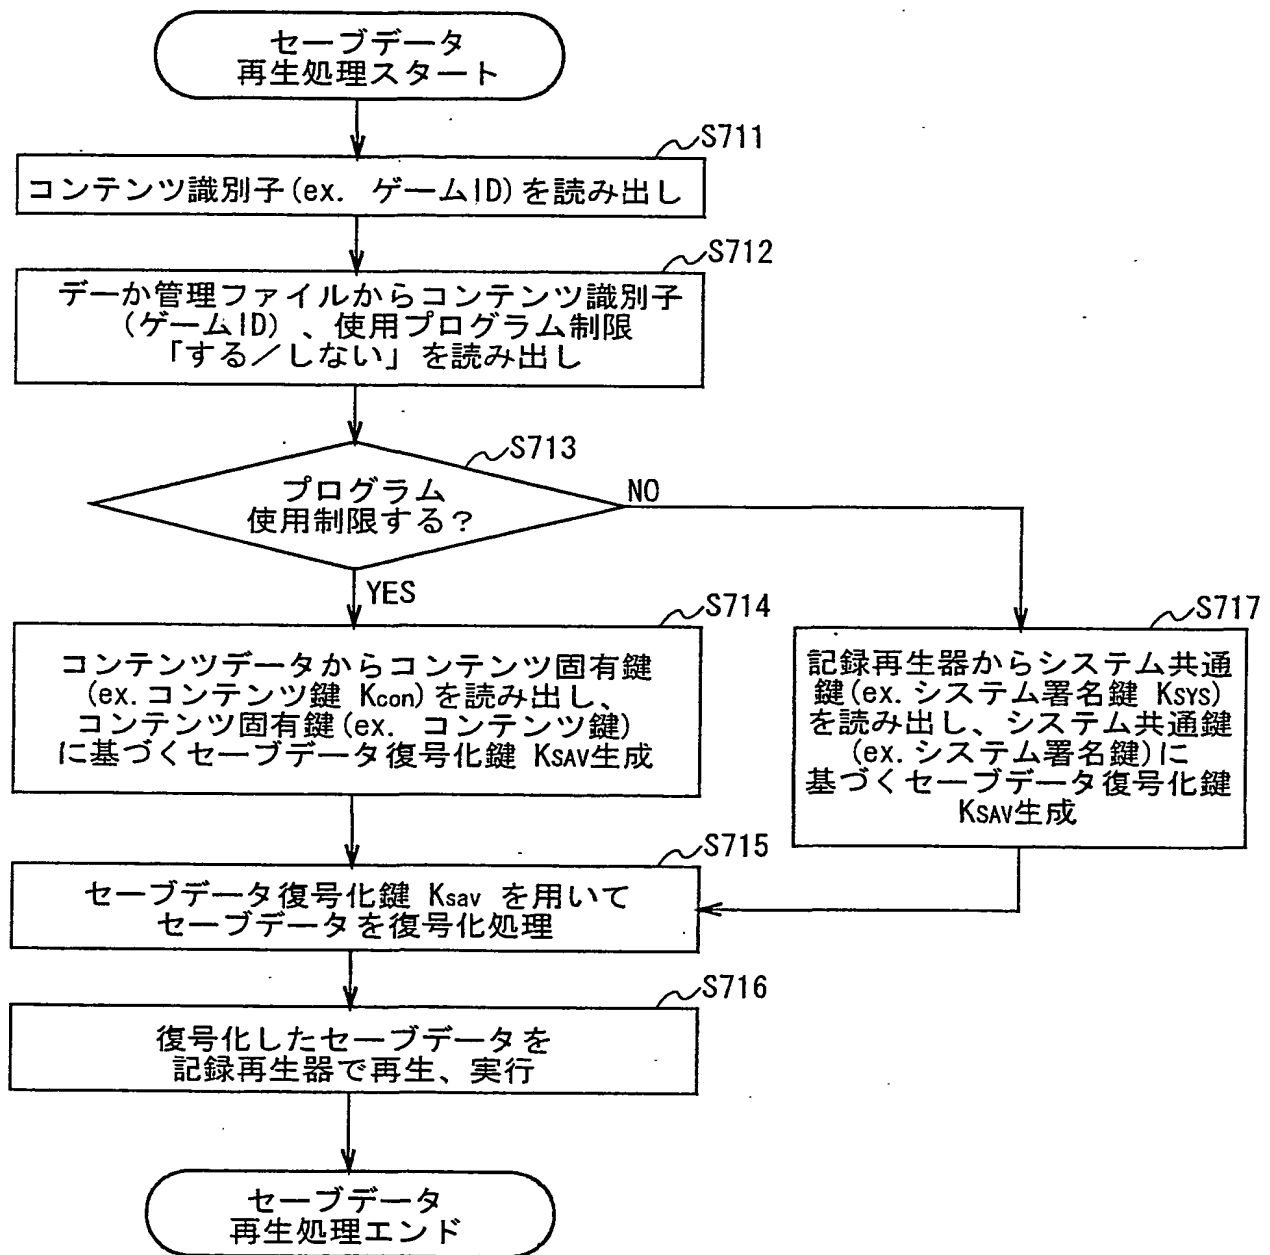 セーブデータ
再生処理スタート
S711
コンテンツ識別子(ex. ゲームID)を読み出し
S712
デーか管理ファイルからコンテンツ識別子
(ゲームID)、使用プログラム制限
「する/しない」を読み出し
S713
プログラム
使用制限する?
NO
YES
S714
コンテンツデータからコンテンツ固有鍵
(ex.コンテンツ鍵 Kcon)を読み出し、
コンテンツ固有鍵(ex. コンテンツ鍵)
に基づくセーブデータ復号化鍵 KSAV生成
S717
記録再生器からシステム共通
鍵(ex.システム署名鍵 KSYS)
を読み出し、システム共通鍵
(ex.システム署名鍵)に
基づくセーブデータ復号化鍵
KSAV生成
S715
セーブデータ復号化鍵 Ksav を用いて
セーブデータを復号化処理
S716
復号化したセーブデータを
記録再生器で再生、実行
セーブデータ
再生処理エンド